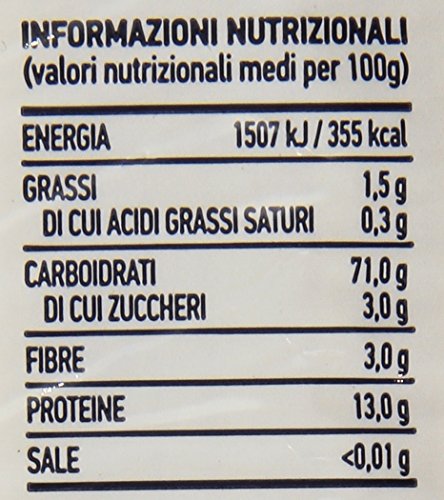 INFORMAZIONI NUTRIZIONALI
(valori nutrizionali medi per 100g)
ENERGIA 1507 kJ / 355 kcal
GRASSI 1,5 g
DI CUI ACIDI GRASSI SATURI 0,3 g
CARBOIDRATI 71,0 g
DI CUI ZUCCHERI 3,0 g
FIBRE 3,0 g
PROTEINE 13,0 g
SALE <0,01 g